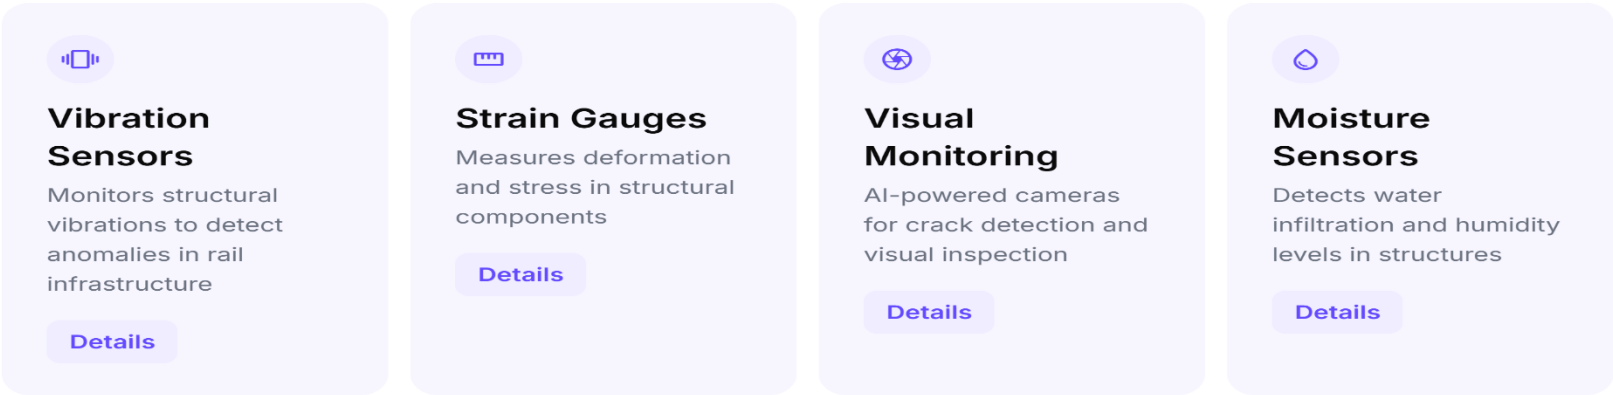 Vibration
Sensors
Monitors structural
vibrations to detect
anomalies in rail
infrastructure
Details
Strain Gauges
Measures deformation
and stress in structural
components
Details
Visual
Monitoring
AI-powered cameras
for crack detection and
visual inspection
Details
Moisture
Sensors
Detects water
infiltration and humidity
levels in structures
Details